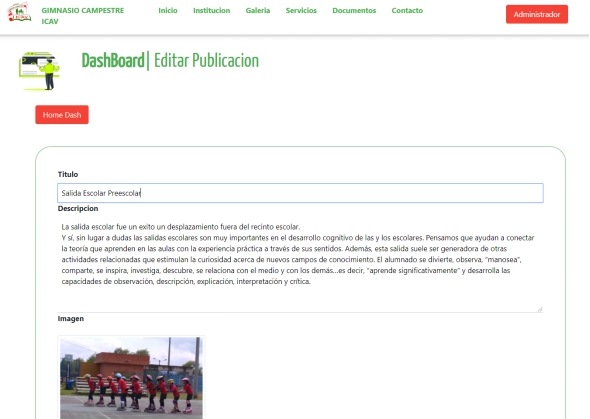 GIMNASIO CAMPESTRE
ICAV
Inicio
Institucion
Galeria
Servicios
Documentos
Contacto
Administrador
DashBoard| Editar Publicacion
Home Dash
Titulo
Salida Escolar Preescolar
Descripcion
La salida escolar fue un exito un desplazamiento fuera del recinto escolar.
Y sí, sin lugar a dudas las salidas escolares son muy importantes en el desarrollo cognitivo de las y los escolares. Pensamos que ayudan a conectar
la teoría que aprenden en las aulas con la experiencia práctica a través de sus sentidos. Además, esta salida suele ser generadora de otras
actividades relacionadas que estimulan la curiosidad acerca de nuevos campos de conocimiento. El alumnado se divierte, observa, “manosea”,
comparte, se inspira, investiga, descubre, se relaciona con el medio y con los demás...es decir, “aprende significativamente” y desarrolla las
capacidades de observación, descripción, explicación, interpretación y crítica.
Imagen